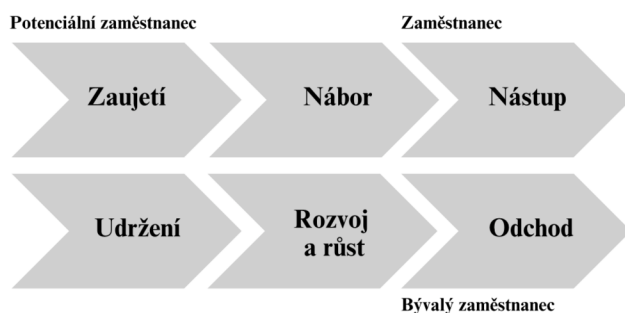 Potenciální zaměstnanec
Zaměstnanec
Zaujetí
Nábor
Nástup
Udržení
Rozvoj
a růst
Odchod
Bývalý zaměstnanec